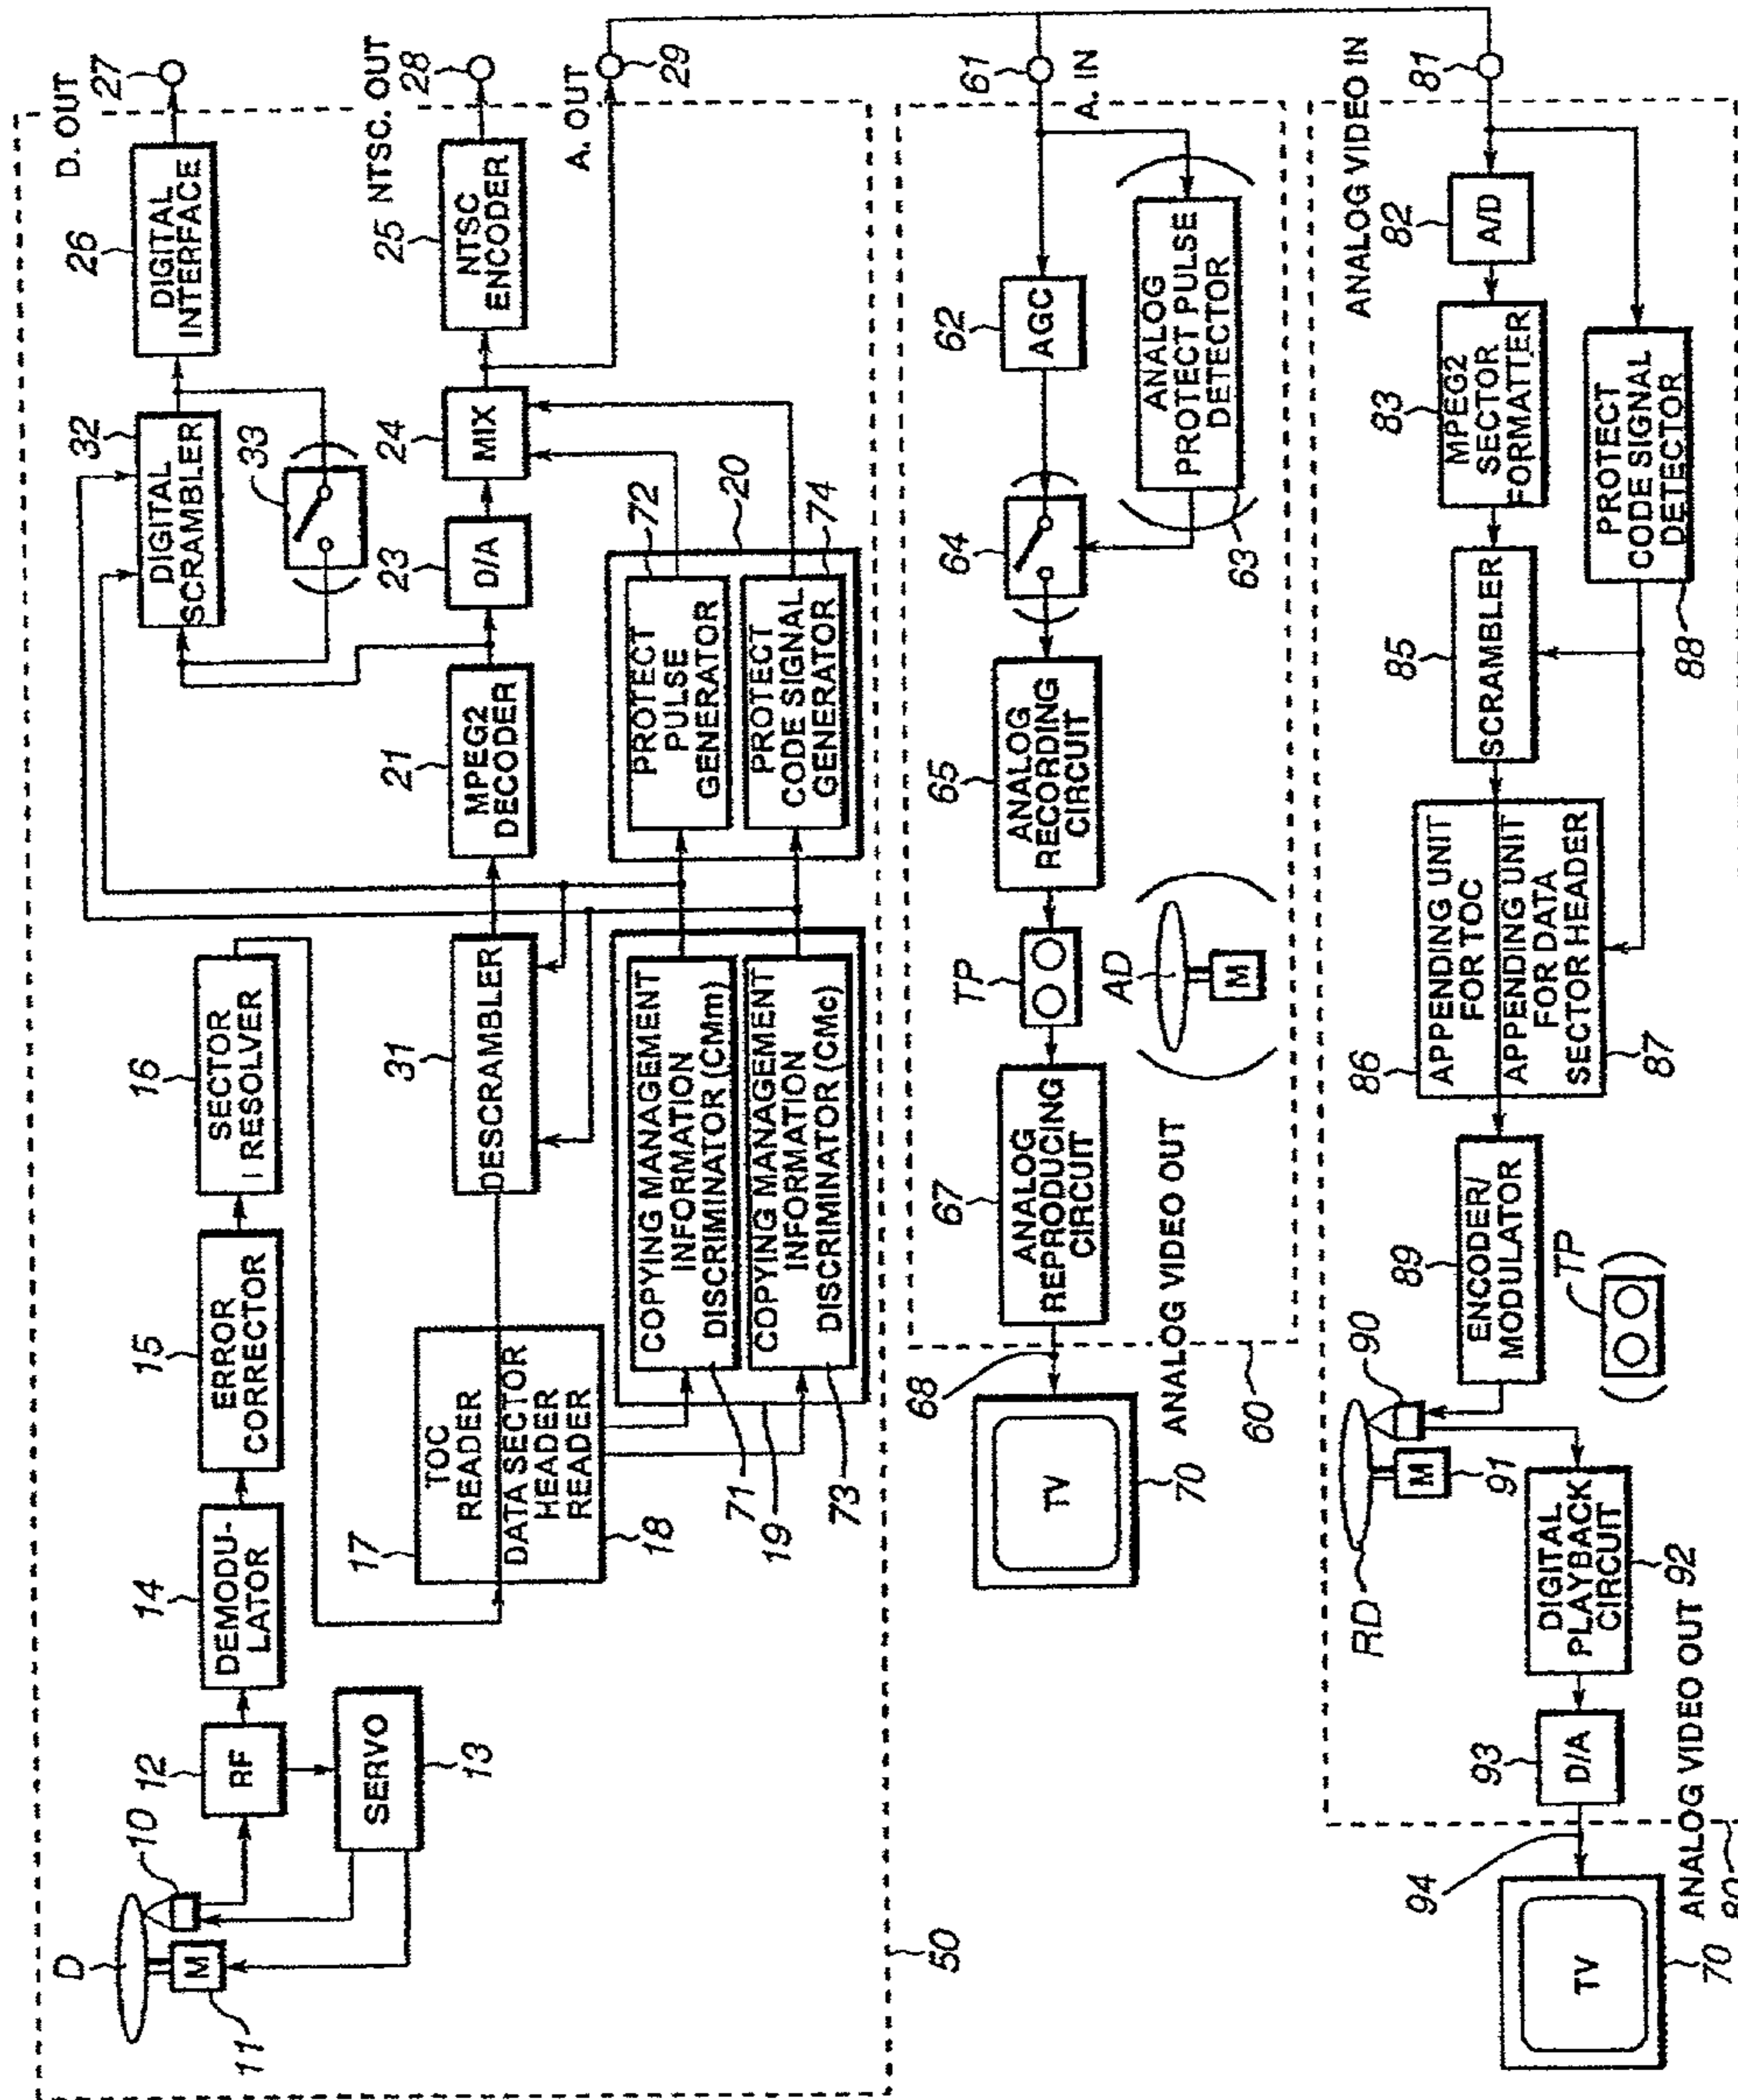 D
10
M
11
12
RF
SERVO
13
14
DEMODU-
LATOR
15
ERROR
CORRECTOR
16
SECTOR
RESOLVER
17
TOC
READER
DATA SECTOR
HEADER
READER
18
31
DESCRAMBLER
COPYING MANAGEMENT
INFORMATION
DISCRIMINATOR (CMm)
COPYING MANAGEMENT
INFORMATION
DISCRIMINATOR (CMc)
71
19
73
21
MPEG2
DECODER
PROTECT
PULSE
GENERATOR
PROTECT
CODE SIGNAL
GENERATOR
72
20
74
23
D/A
24
MIX
32
DIGITAL
SCRAMBLER
33
26
DIGITAL
INTERFACE
25
NTSC
ENCODER
D. OUT
27
NTSC. OUT
28
A. OUT
29
50
61
A. IN
62
AGC
ANALOG
PROTECT PULSE
DETECTOR
63
64
65
ANALOG
RECORDING
CIRCUIT
TP
AD
M
67
ANALOG
REPRODUCING
CIRCUIT
68
ANALOG VIDEO OUT
60
TV
70
ANALOG VIDEO IN
81
82
A/D
83
MPEG2
SECTOR
FORMATTER
PROTECT
CODE SIGNAL
DETECTOR
88
85
SCRAMBLER
86
APPENDING UNIT
FOR TOC
APPENDING UNIT
FOR DATA
SECTOR HEADER
87
89
ENCODER/
MODULATOR
TP
90
RD
M
91
DIGITAL
PLAYBACK
CIRCUIT
92
93
D/A
94
ANALOG VIDEO OUT
80
TV
70